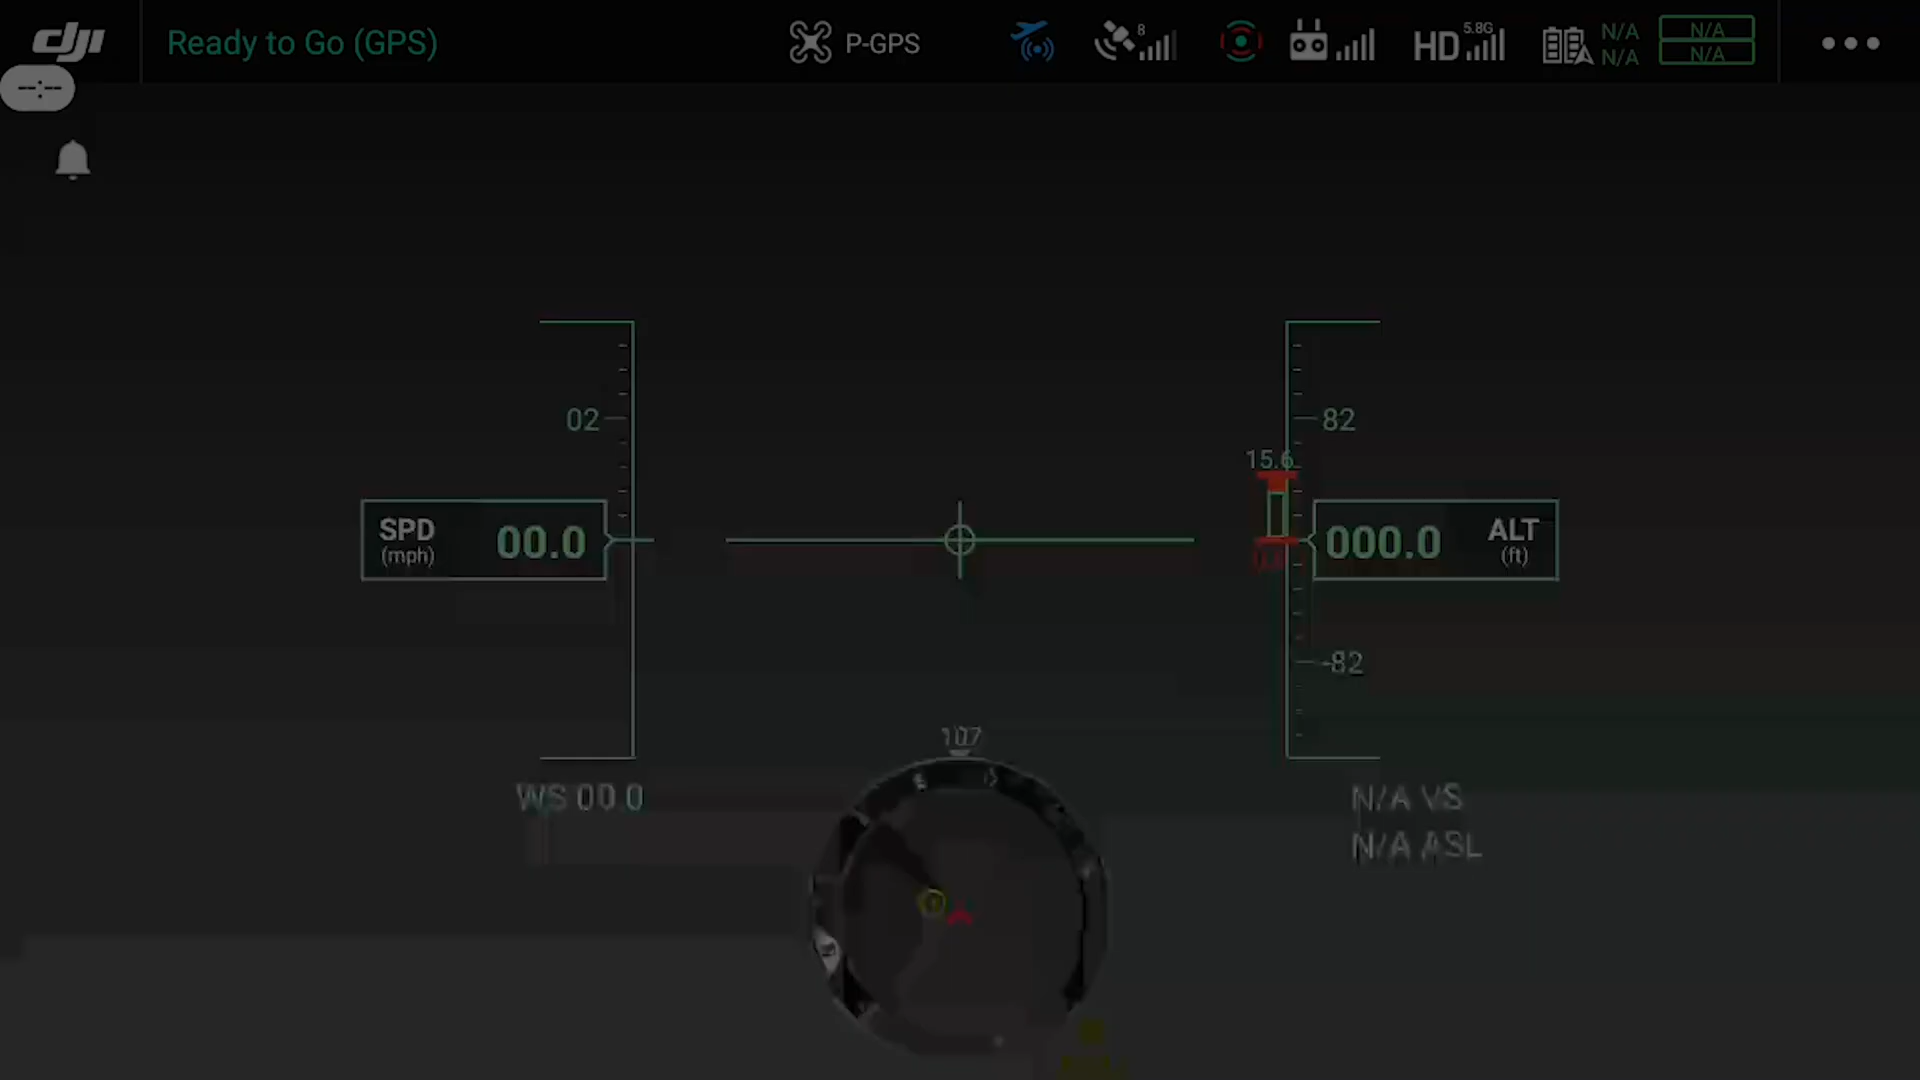 dji
Ready to Go (GPS)
P-GPS
8
HD 5.8G
N/A
N/A
N/A
N/A
--:--
02
82
15.6
SPD
(mph)
00.0
000.0
ALT
(ft)
-82
107
WS 00.0
N/A VS
N/A ASL